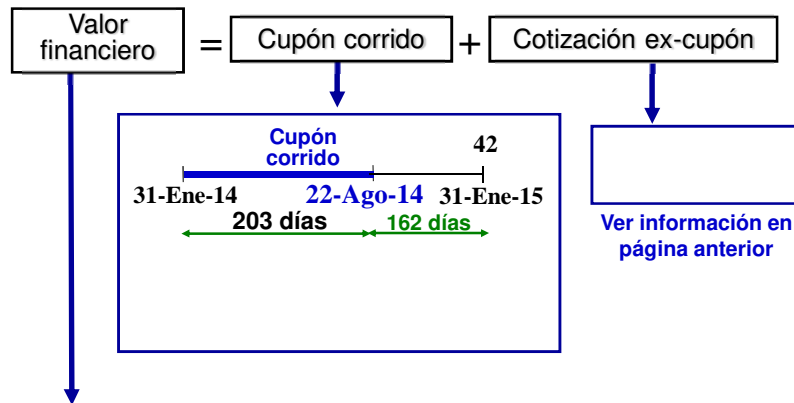 Valor
financiero
=
Cupón corrido
+
Cotización ex-cupón
Cupón
corrido
42
31-Ene-14
22-Ago-14
31-Ene-15
203 días
162 días
Ver información en
página anterior